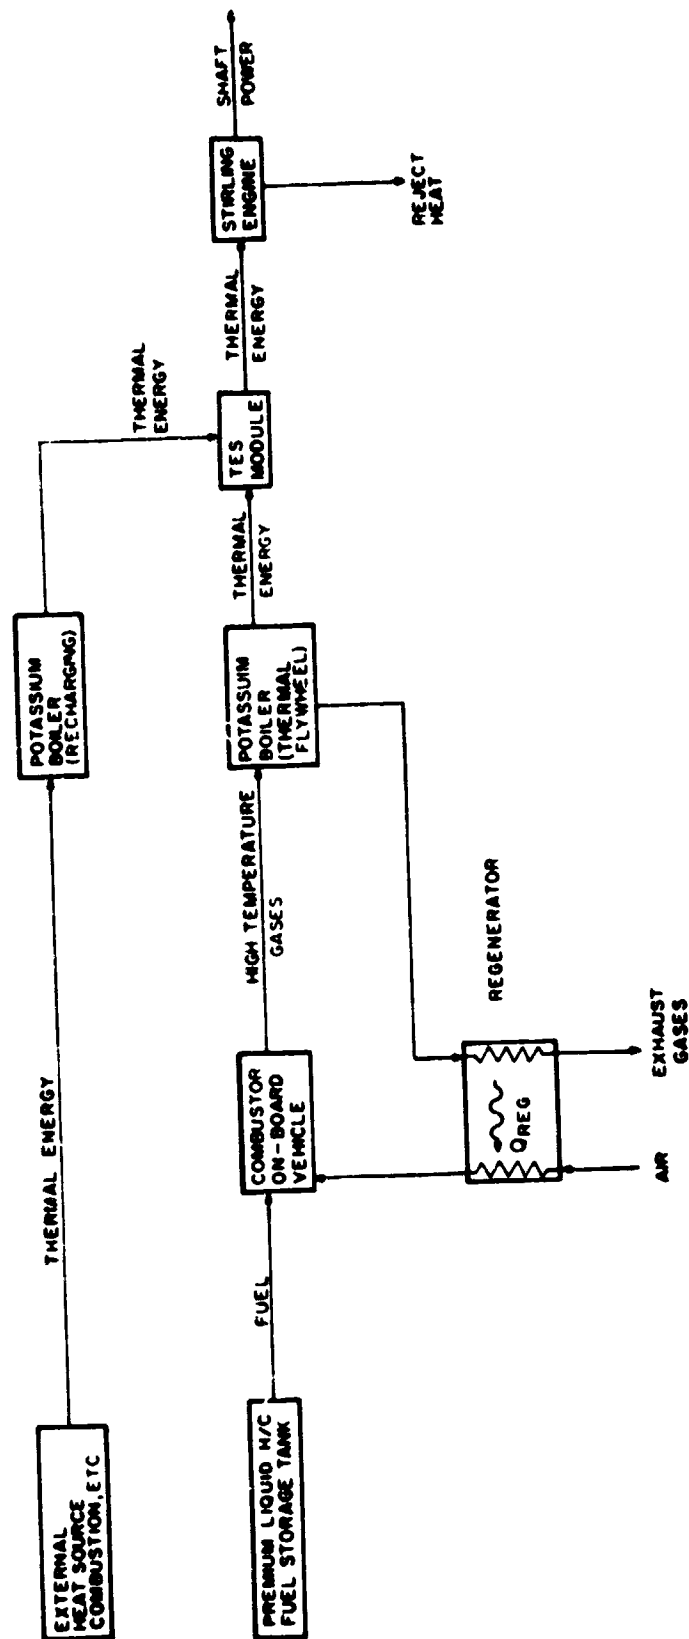 EXTERNAL
HEAT SOURCE
COMBUSTION, ETC
THERMAL ENERGY
POTASSIUM
BOILER
(RECHARGING)
THERMAL
ENERGY
PREMIUM LIQUID H/C
FUEL STORAGE TANK
FUEL
COMBUSTOR
ON-BOARD
VEHICLE
HIGH TEMPERATURE
GASES
POTASSUIM
BOILER
(THERMAL
FLYWHEEL)
THERMAL
ENERGY
TES
MODULE
THERMAL
ENERGY
STIRLING
ENGINE
SHAFT
POWER
REJECT
HEAT
REGENERATOR
QREG
AIR
EXHAUST
GASES